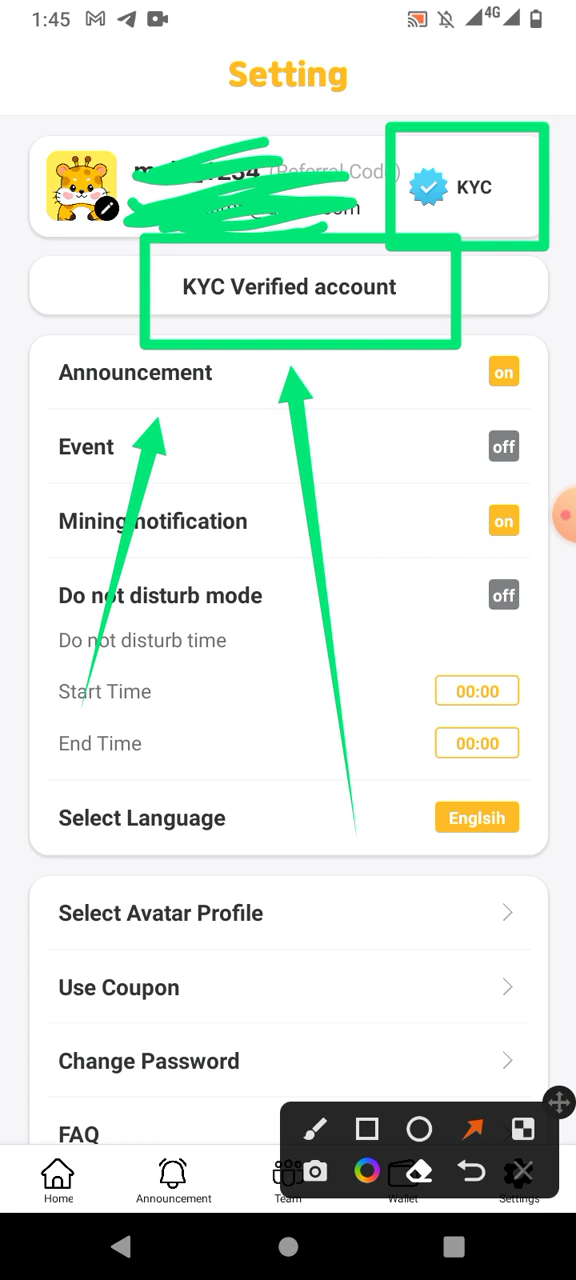 1:45
4G
Setting
(Referral Code)
KYC
KYC Verified account
Announcement
on
Event
off
Mining notification
on
Do not disturb mode
off
Do not disturb time
Start Time
00:00
End Time
00:00
Select Language
Englsih
Select Avatar Profile
Use Coupon
Change Password
FAQ
Home
Announcement
Team
Wallet
Settings